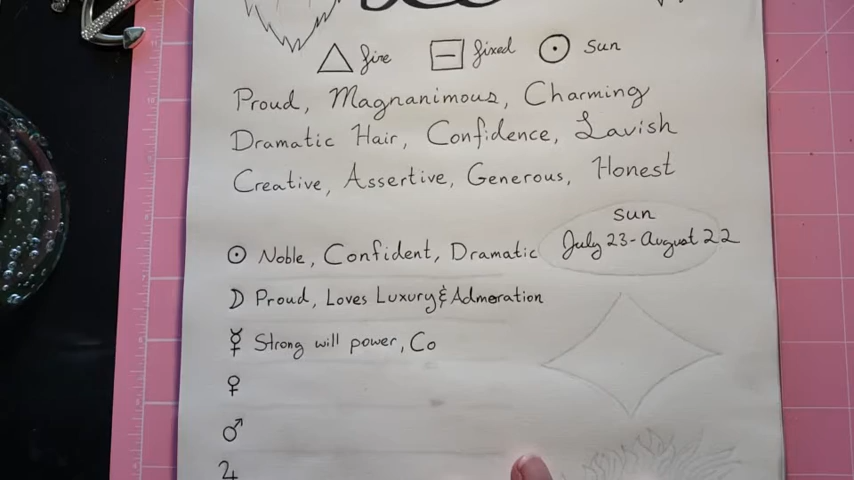 fire fixed Sun
Proud, Magnanimous, Charming
Dramatic Hair, Confidence, Lavish
Creative, Assertive, Generous, Honest
Sun
July 23-August 22
☉ Noble, Confident, Dramatic
☽ Proud, Loves Luxury & Admoration
☿ Strong will power, Co
♀
♂
♃